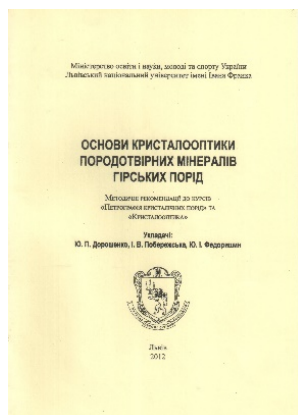 Міністерство освіти і науки, молоді та спорту України
Львівський національний університет імені Івана Франка
ОСНОВИ КРИСТАЛООПТИКИ
ПОРОДОТВІРНИХ МІНЕРАЛІВ
ГІРСЬКИХ ПОРІД
Методичні рекомендації до курсів
«Петрографія кристалічних порід» та
«Кристалооптика»
Укладачі:
Ю. П. Дорошенко, І. В. Побережська, Ю. І. Федоришин
Львів
2012